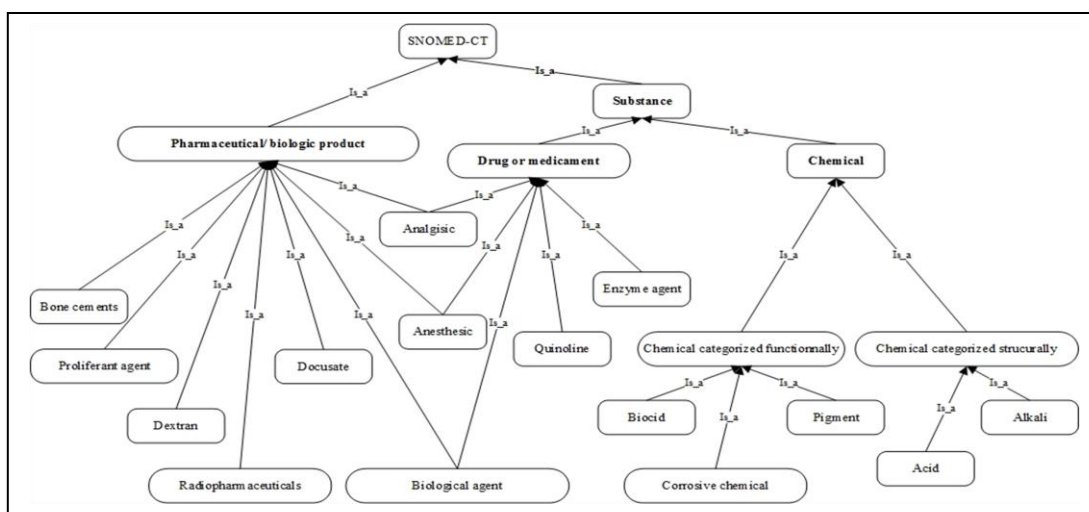 SNOMED-CT
Is_a
Is_a
Substance
Is_a
Is_a
Pharmaceutical/ biologic product
Drug or medicament
Chemical
Is_a
Is_a
Is_a
Analgisic
Is_a
Is_a
Is_a
Is_a
Is_a
Is_a
Is_a
Is_a
Is_a
Is_a
Is_a
Enzyme agent
Bone cements
Is_a
Is_a
Is_a
Anesthesic
Proliferant agent
Docusate
Quinoline
Chemical categorized functionnally
Chemical categorized strucurally
Is_a
Is_a
Is_a
Is_a
Is_a
Dextran
Biocid
Pigment
Alkali
Acid
Radiopharmaceuticals
Biological agent
Corrosive chemical